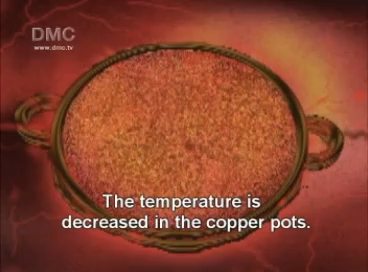 DMC
www.dmc.tv
The temperature is
decreased in the copper pots.